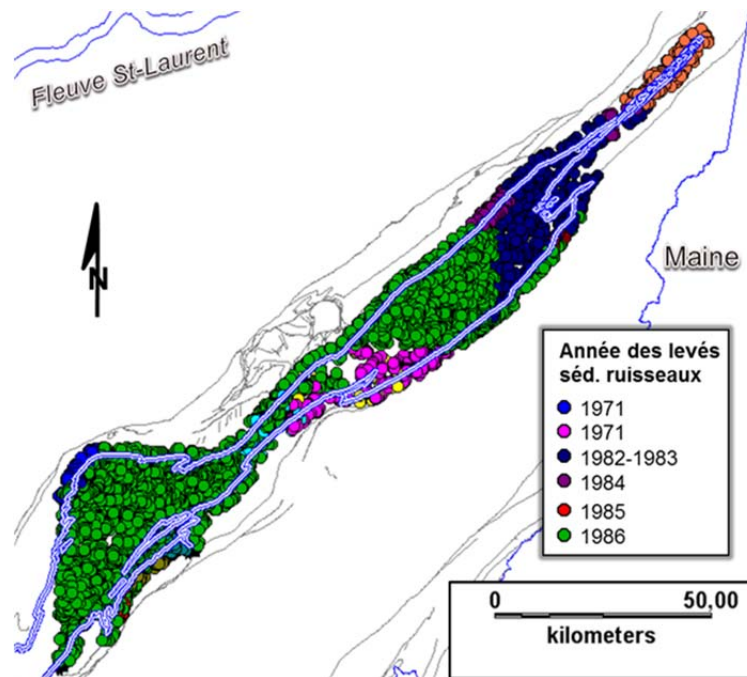 Fleuve St-Laurent
N
Maine
Année des levés
séd. ruisseaux
1971
1971
1982-1983
1984
1985
1986
0 50,00
kilometers